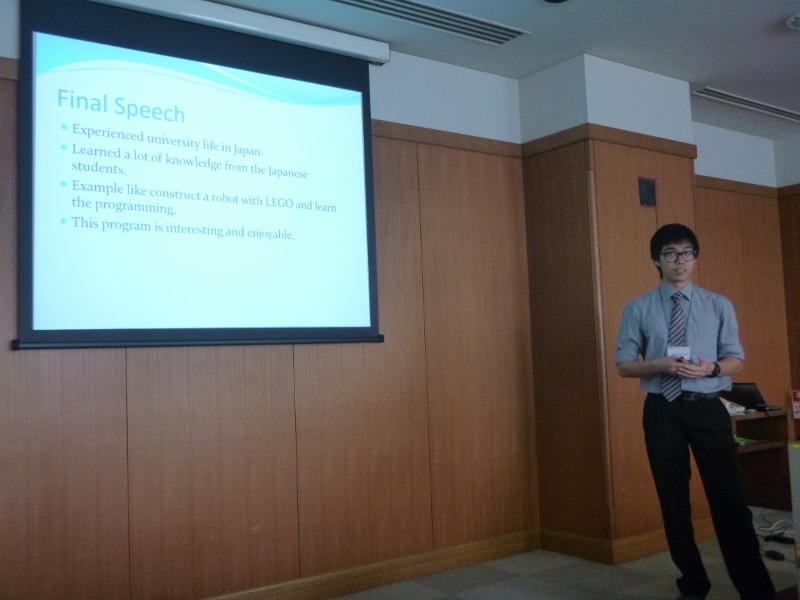 Final Speech
Experienced university life in Japan.
Learned a lot of knowledge from the Japanese
students.
Example like construct a robot with LEGO and learn
the programming.
This program is interesting and enjoyable.